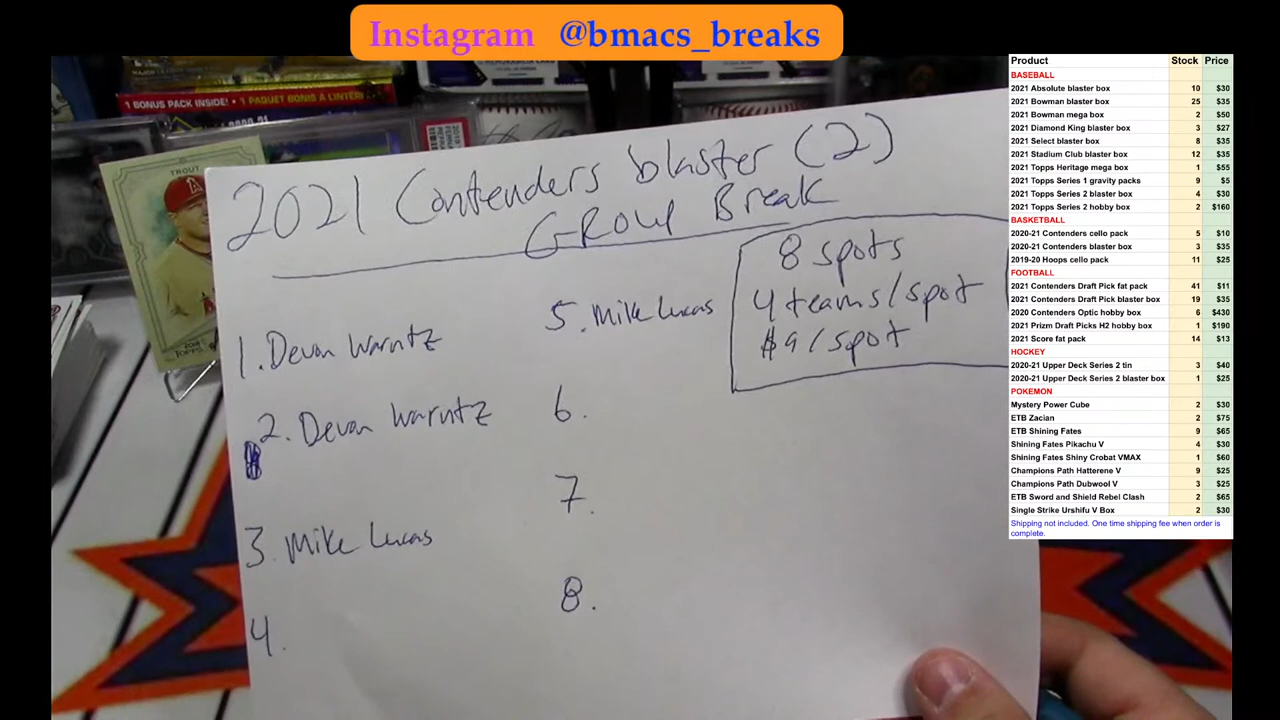 Instagram @bmacs_breaks
1 BONUS PACK INSIDE! • 1 PAQUET BONIS À L'INTÉRI
TROUT
2021 Contenders blaster (2)
GROUP Break
8 spots
4 teams/spot
$9/spot
1. Devon Warntz
2. Devon Warntz
3. Mike Lucas
4.
5. Mike Lucas
6.
7.
8.
Product Stock Price
BASEBALL
2021 Absolute blaster box 10 $30
2021 Bowman blaster box 25 $35
2021 Bowman mega box 2 $50
2021 Diamond King blaster box 3 $27
2021 Select blaster box 8 $35
2021 Stadium Club blaster box 12 $35
2021 Topps Heritage mega box 1 $55
2021 Topps Series 1 gravity packs 9 $5
2021 Topps Series 2 blaster box 4 $30
2021 Topps Series 2 hobby box 2 $160
BASKETBALL
2020-21 Contenders cello pack 5 $10
2020-21 Contenders blaster box 3 $35
2019-20 Hoops cello pack 11 $25
FOOTBALL
2021 Contenders Draft Pick fat pack 41 $11
2021 Contenders Draft Pick blaster box 19 $35
2020 Contenders Optic hobby box 6 $430
2021 Prizm Draft Picks H2 hobby box 1 $190
2021 Score fat pack 14 $13
HOCKEY
2020-21 Upper Deck Series 2 tin 3 $40
2020-21 Upper Deck Series 2 blaster box 1 $25
POKEMON
Mystery Power Cube 2 $30
ETB Zacian 2 $75
ETB Shining Fates 9 $65
Shining Fates Pikachu V 4 $30
Shining Fates Shiny Crobat VMAX 1 $60
Champions Path Hatterene V 9 $25
Champions Path Dubwool V 3 $25
ETB Sword and Shield Rebel Clash 2 $65
Single Strike Urshifu V Box 2 $30
Shipping not included. One time shipping fee when order is
complete.